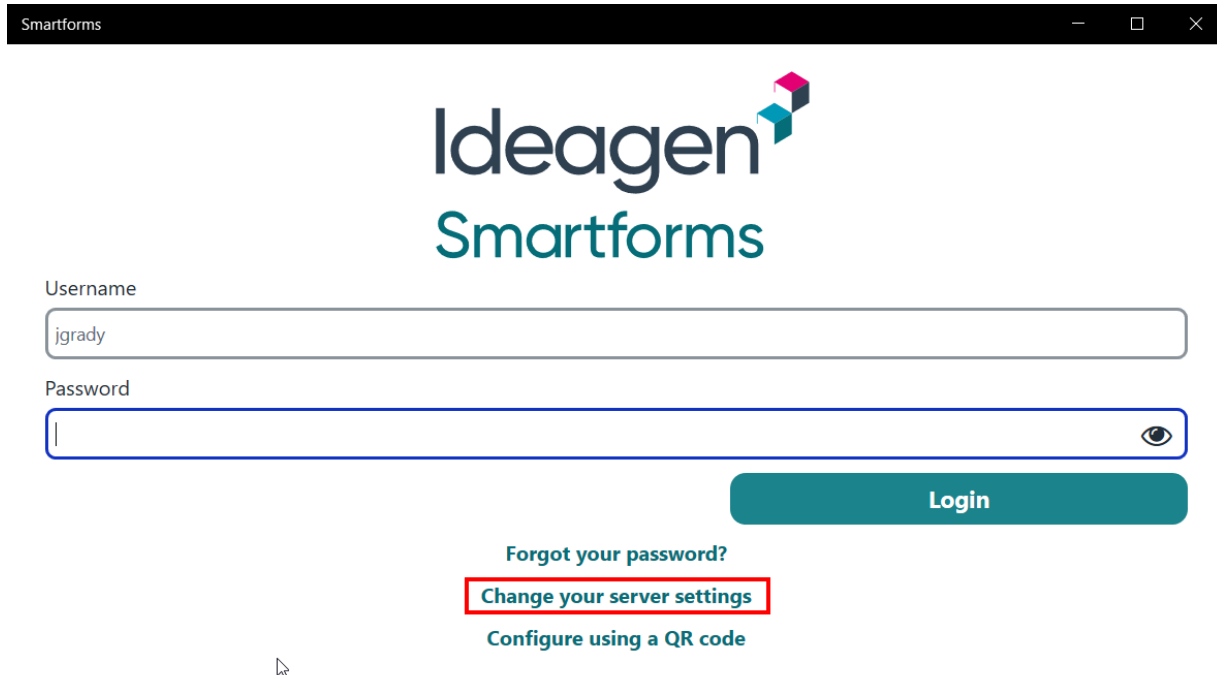 Smartforms
Ideagen
Smartforms
Username
jgrady
Password
Login
Forgot your password?
Change your server settings
Configure using a QR code